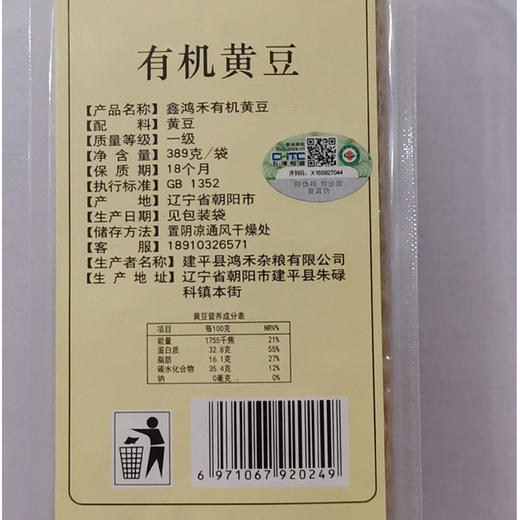 有机黄豆
【产品名称】鑫鸿禾有机黄豆
【配　　料】黄豆
【质量等级】一级
【净 含 量】389克/袋
【保 质 期】18个月
【执行标准】GB 1352
【产　　地】辽宁省朝阳市
【生产日期】见包装袋
【储存方法】置阴凉通风干燥处
【客　　服】18910326571
【生产者名称】建平县鸿禾杂粮有限公司
【生 产 地 址】辽宁省朝阳市建平县朱碌
科镇本街
序列码：X165927044
黄豆营养成分表
项目 每100克 NRV%
能量 1755千焦 21%
蛋白质 32.8克 55%
脂肪 16.1克 27%
碳水化合物 35.4克 12%
钠 0毫克 0%
6 971067 920249